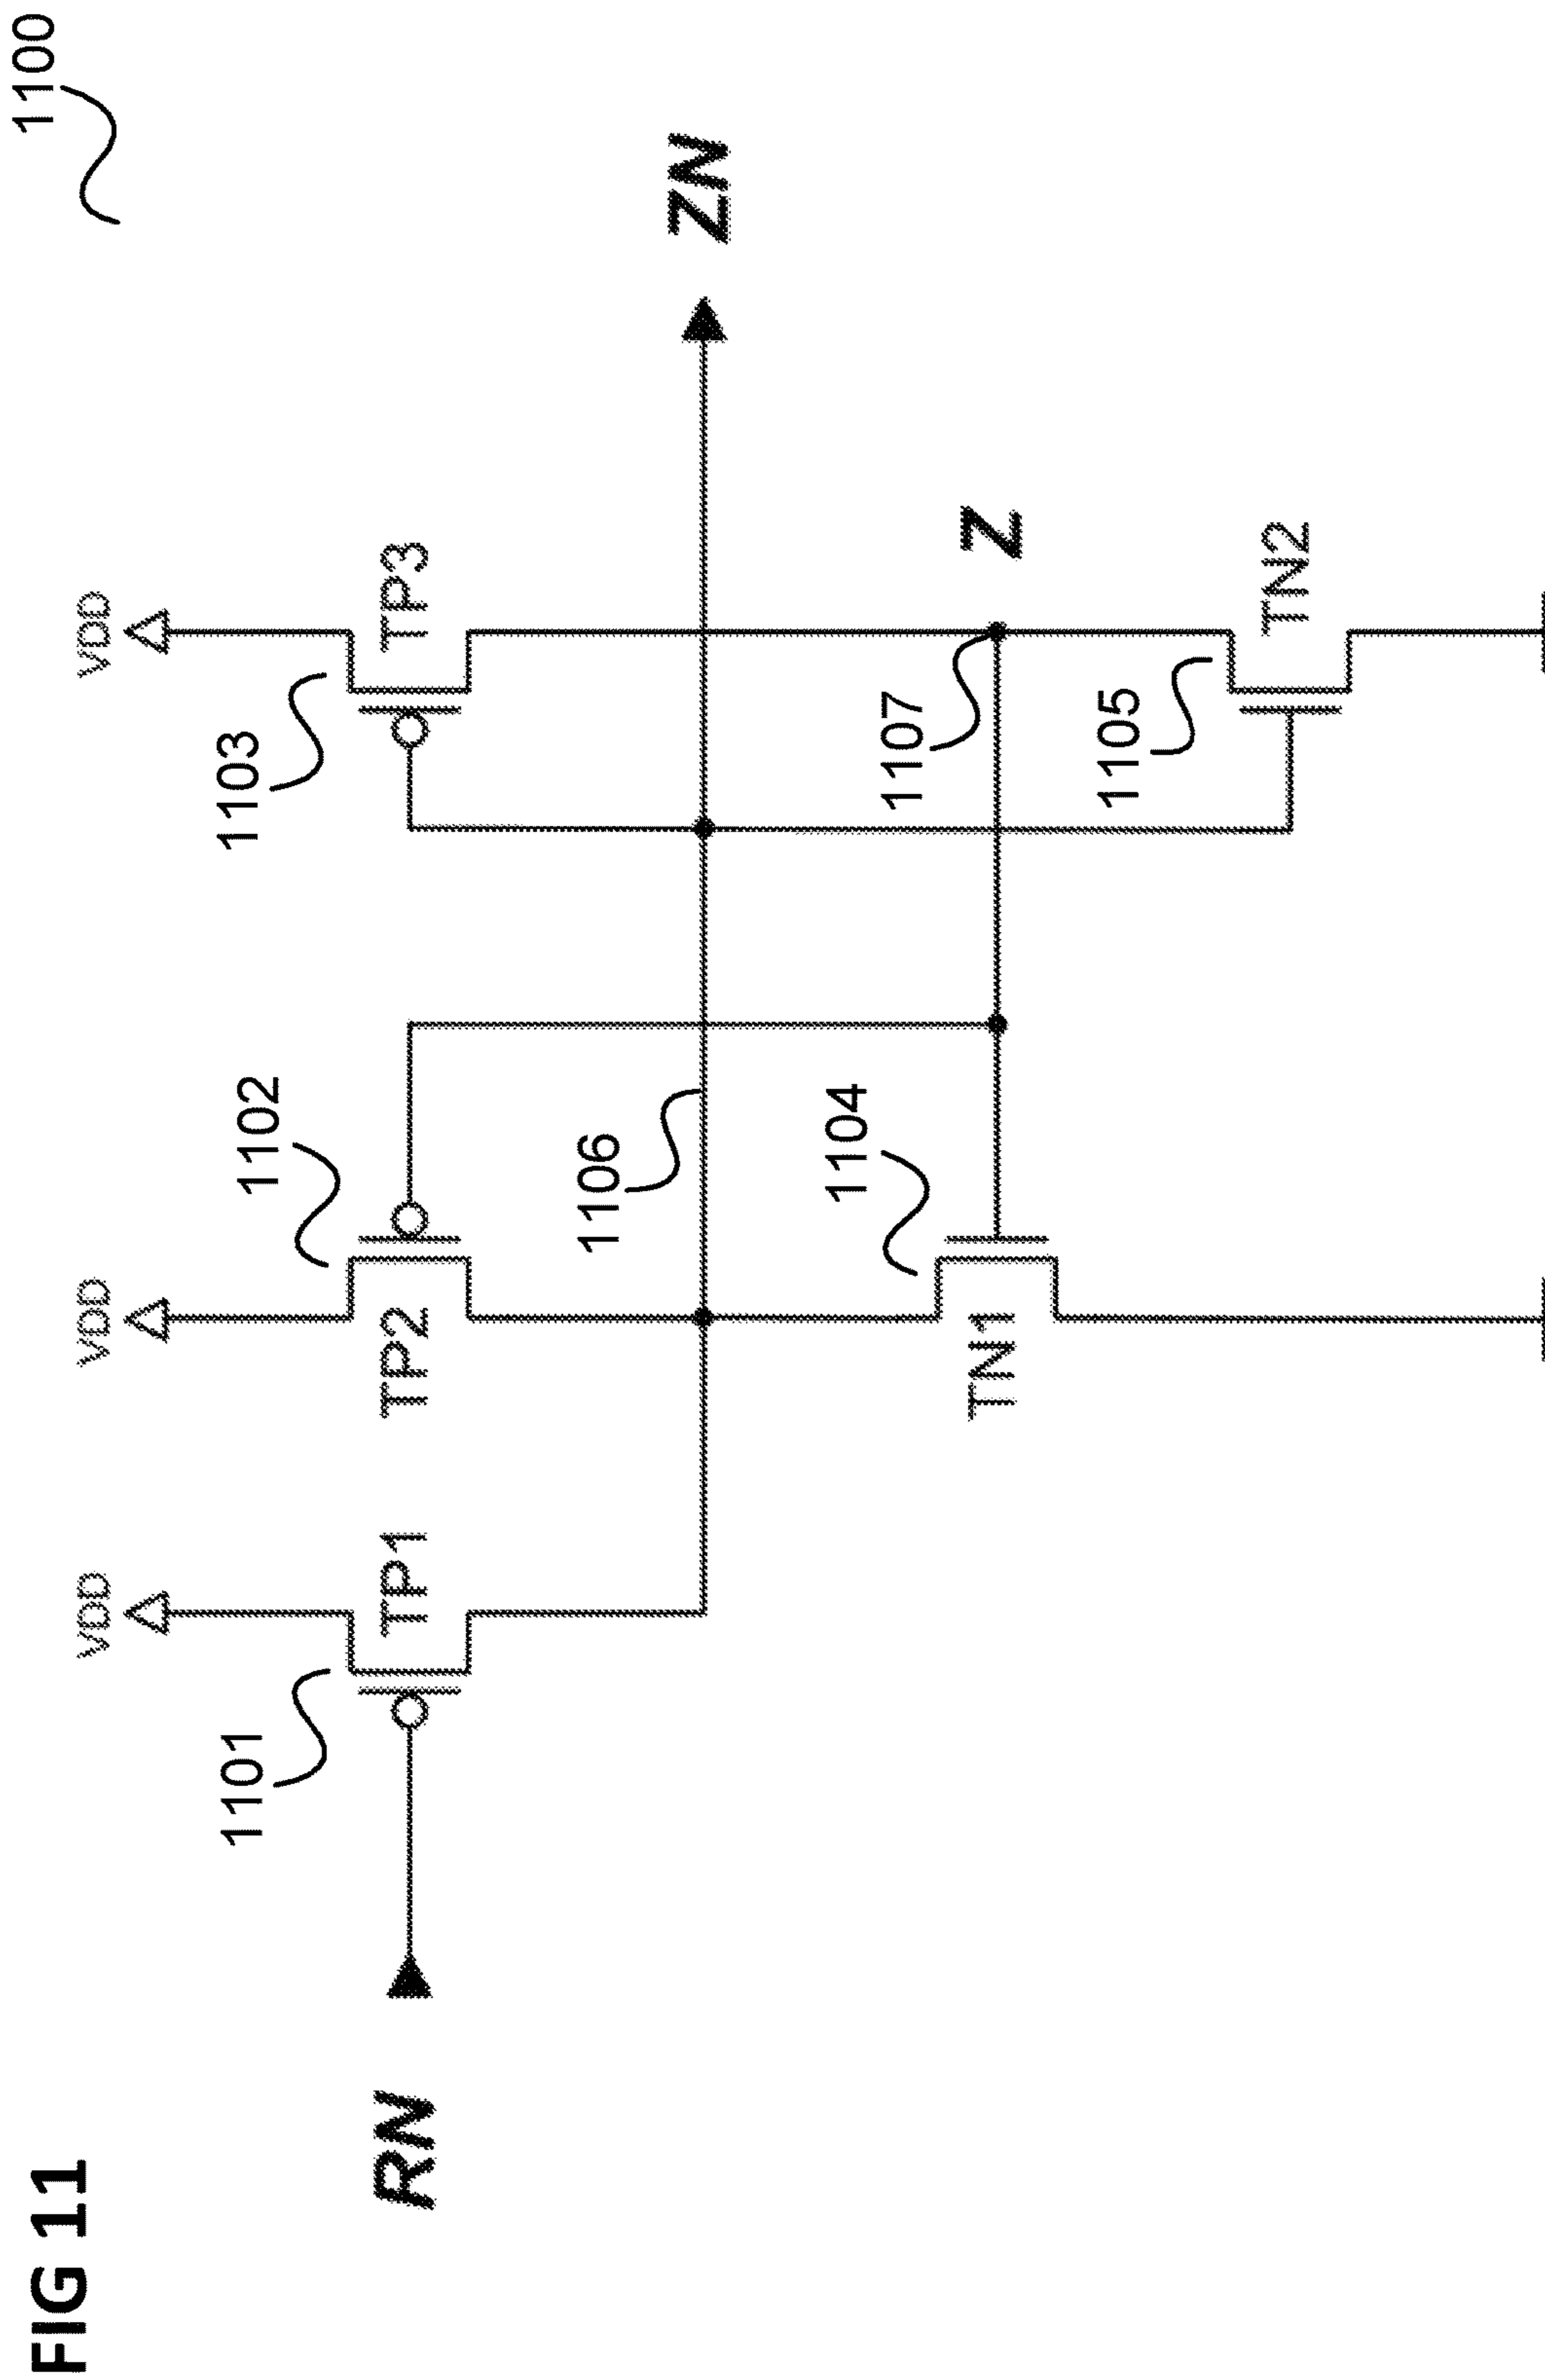 FIG 11
1100
VDD
VDD
VDD
1101
1102
1103
TP1
TP2
TP3
RN
1106
ZN
1104
1107
Z
TN1
1105
TN2